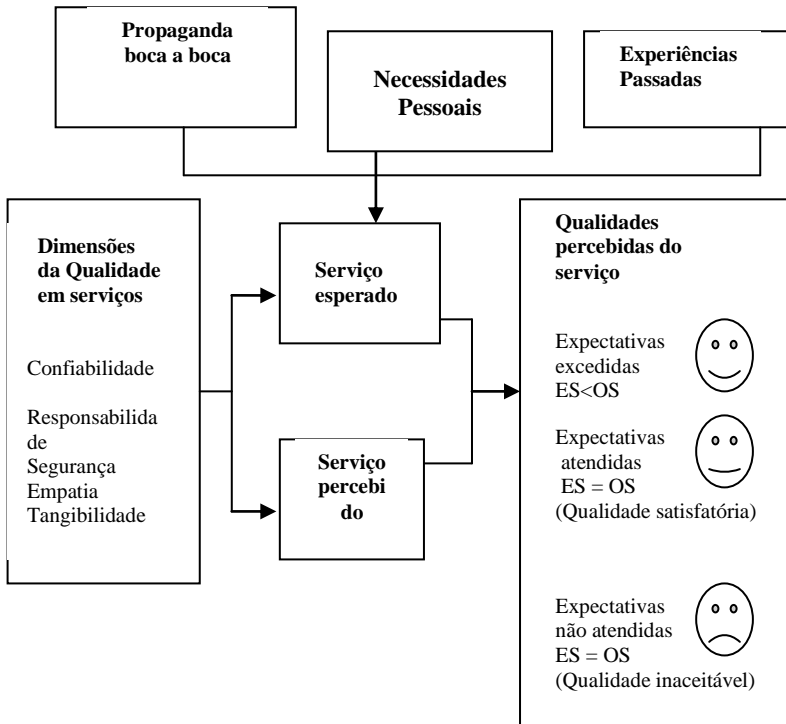 Propaganda
boca a boca
Necessidades
Pessoais
Experiências
Passadas
Dimensões
da Qualidade
em serviços
Confiabilidade
Responsabilida
de
Segurança
Empatia
Tangibilidade
Serviço
esperado
Serviço
percebi
do
Qualidades
percebidas do
serviço
Expectativas
excedidas
ES<OS
Expectativas
atendidas
ES = OS
(Qualidade satisfatória)
Expectativas
não atendidas
ES = OS
(Qualidade inaceitável)